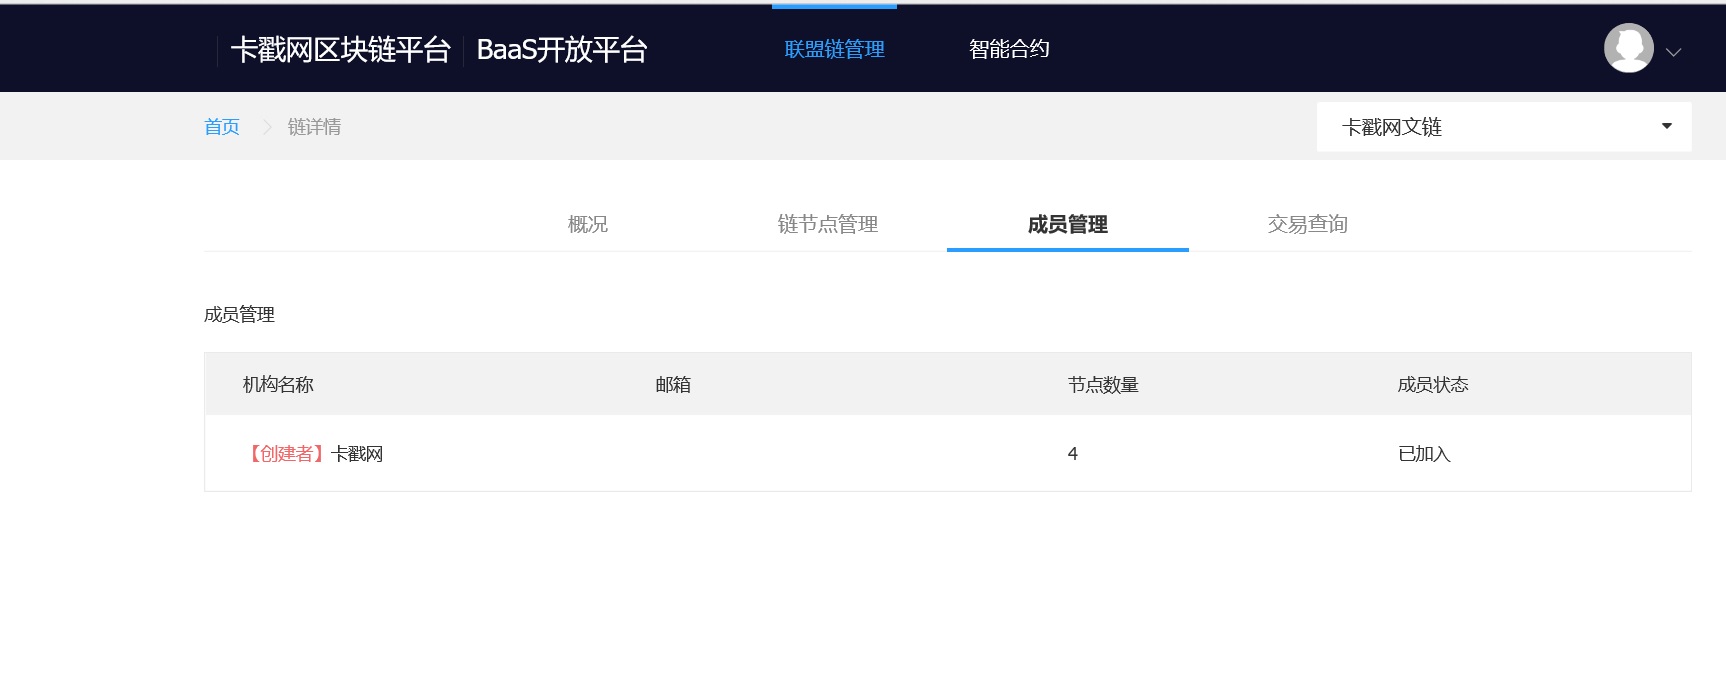 卡戳网区块链平台 BaaS开放平台 联盟链管理 智能合约
首页 链详情 卡戳网文链
概况 链节点管理 成员管理 交易查询
成员管理
机构名称 邮箱 节点数量 成员状态
【创建者】卡戳网 4 已加入